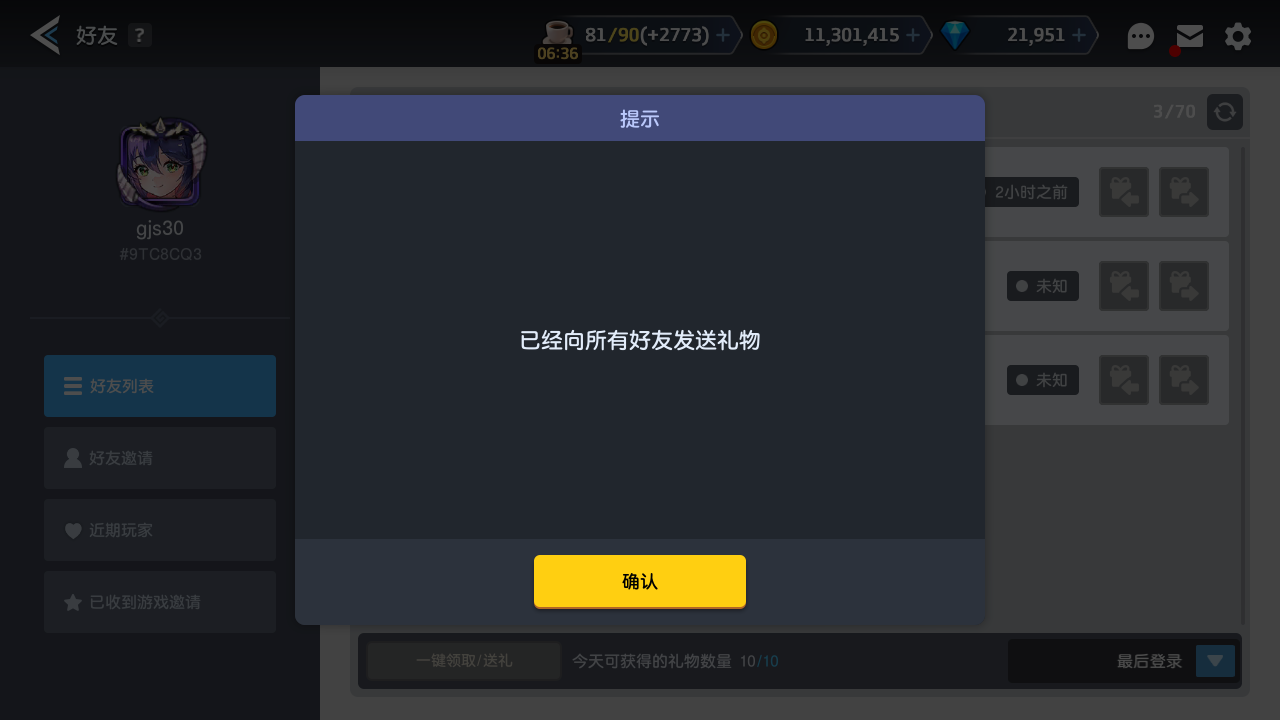 好友 ?
81/90(+2773)
06:36
11,301,415
21,951
提示
3/70
gjs30
#9TC8CQ3
2小时之前
未知
未知
已经向所有好友发送礼物
好友列表
好友邀请
近期玩家
已收到游戏邀请
确认
一键领取/送礼
今天可获得的礼物数量 10/10
最后登录